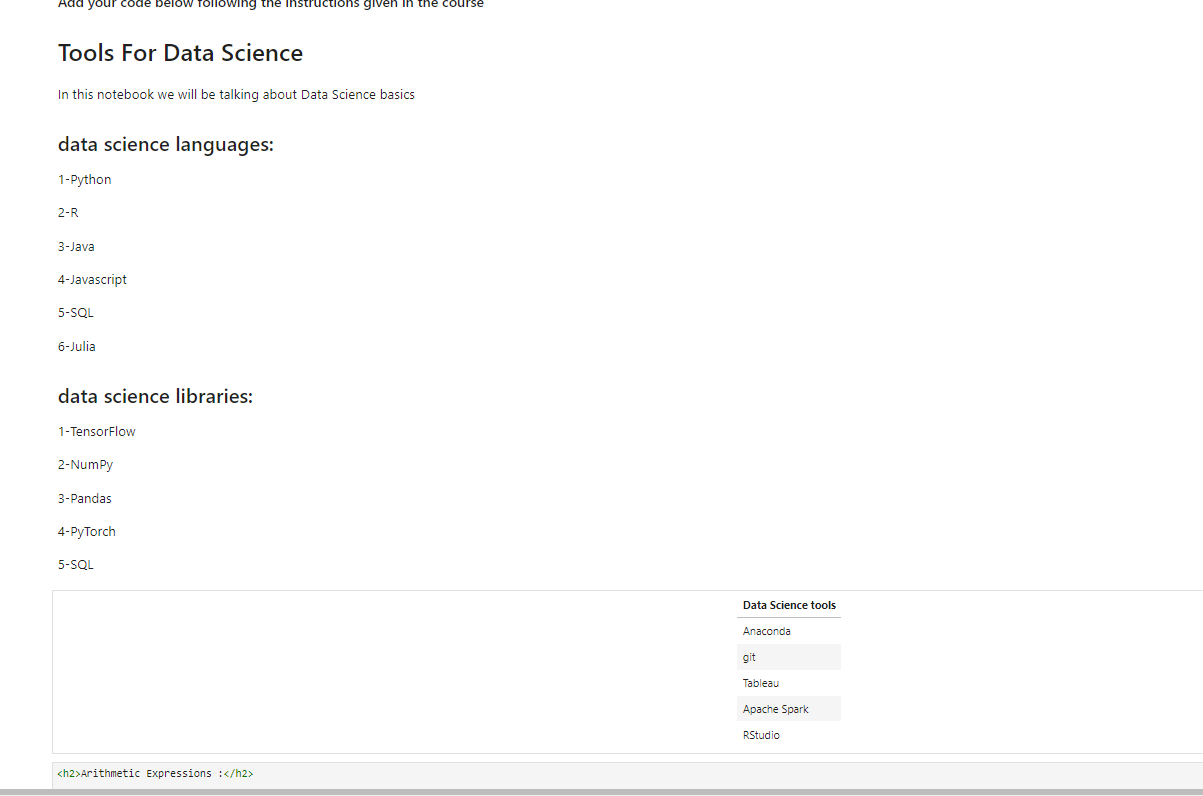 Add your code below following the instructions given in the course
Tools For Data Science
In this notebook we will be talking about Data Science basics
data science languages:
1-Python
2-R
3-Java
4-Javascript
5-SQL
6-Julia
data science libraries:
1-TensorFlow
2-NumPy
3-Pandas
4-PyTorch
5-SQL
Data Science tools
Anaconda
git
Tableau
Apache Spark
RStudio
<h2>Arithmetic Expressions :</h2>